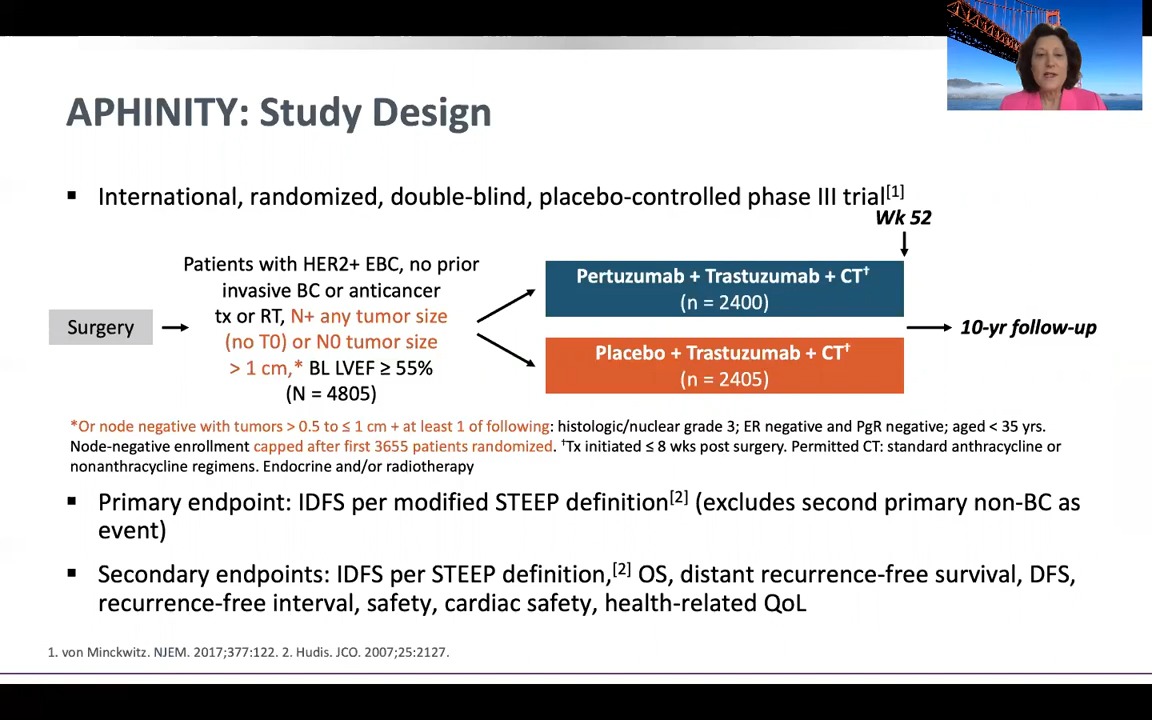 APHINITY: Study Design
▪ International, randomized, double-blind, placebo-controlled phase III trial[1]
Wk 52
Surgery
Patients with HER2+ EBC, no prior
invasive BC or anticancer
tx or RT, N+ any tumor size
(no T0) or N0 tumor size
> 1 cm,* BL LVEF ≥ 55%
(N = 4805)
Pertuzumab + Trastuzumab + CT†
(n = 2400)
Placebo + Trastuzumab + CT†
(n = 2405)
10-yr follow-up
*Or node negative with tumors > 0.5 to ≤ 1 cm + at least 1 of following: histologic/nuclear grade 3; ER negative and PgR negative; aged < 35 yrs.
Node-negative enrollment capped after first 3655 patients randomized. †Tx initiated ≤ 8 wks post surgery. Permitted CT: standard anthracycline or
nonanthracycline regimens. Endocrine and/or radiotherapy
▪ Primary endpoint: IDFS per modified STEEP definition[2] (excludes second primary non-BC as
event)
▪ Secondary endpoints: IDFS per STEEP definition,[2] OS, distant recurrence-free survival, DFS,
recurrence-free interval, safety, cardiac safety, health-related QoL
1. von Minckwitz. NJEM. 2017;377:122. 2. Hudis. JCO. 2007;25:2127.